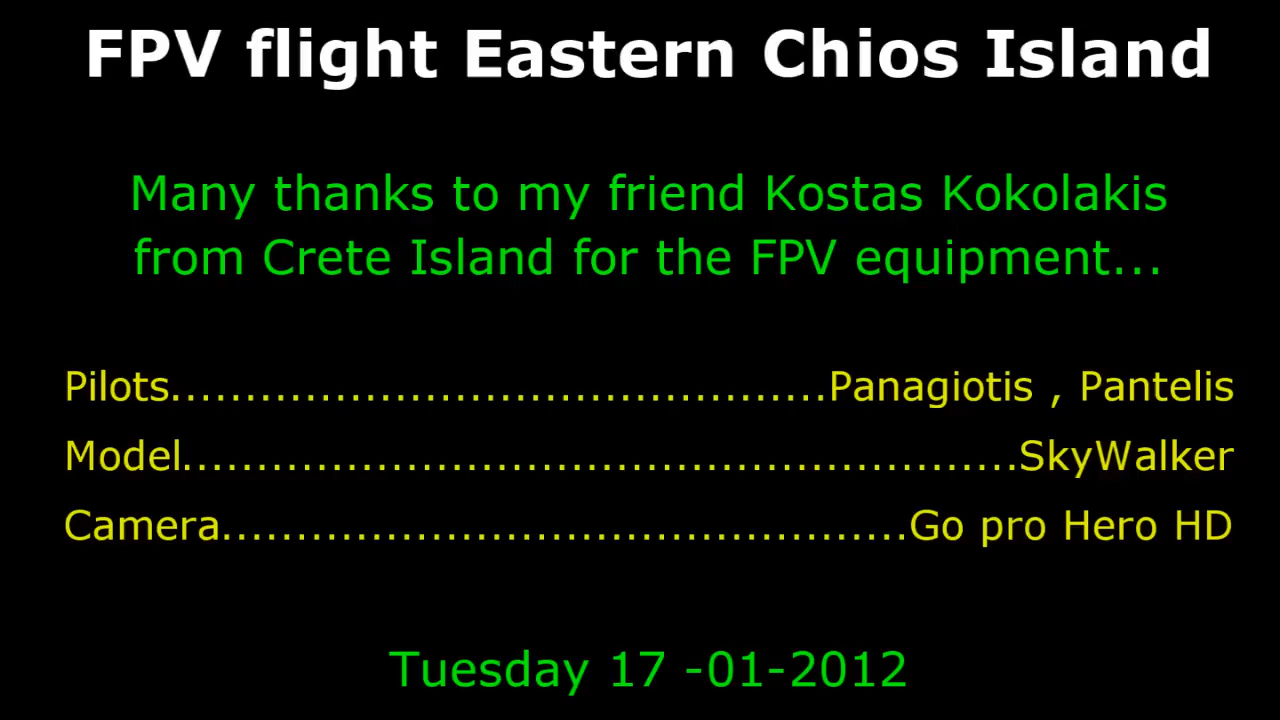 FPV flight Eastern Chios Island
Many thanks to my friend Kostas Kokolakis
from Crete Island for the FPV equipment...
Pilots............................................Panagiotis , Pantelis
Model........................................................SkyWalker
Camera..............................................Go pro Hero HD
Tuesday 17 -01-2012